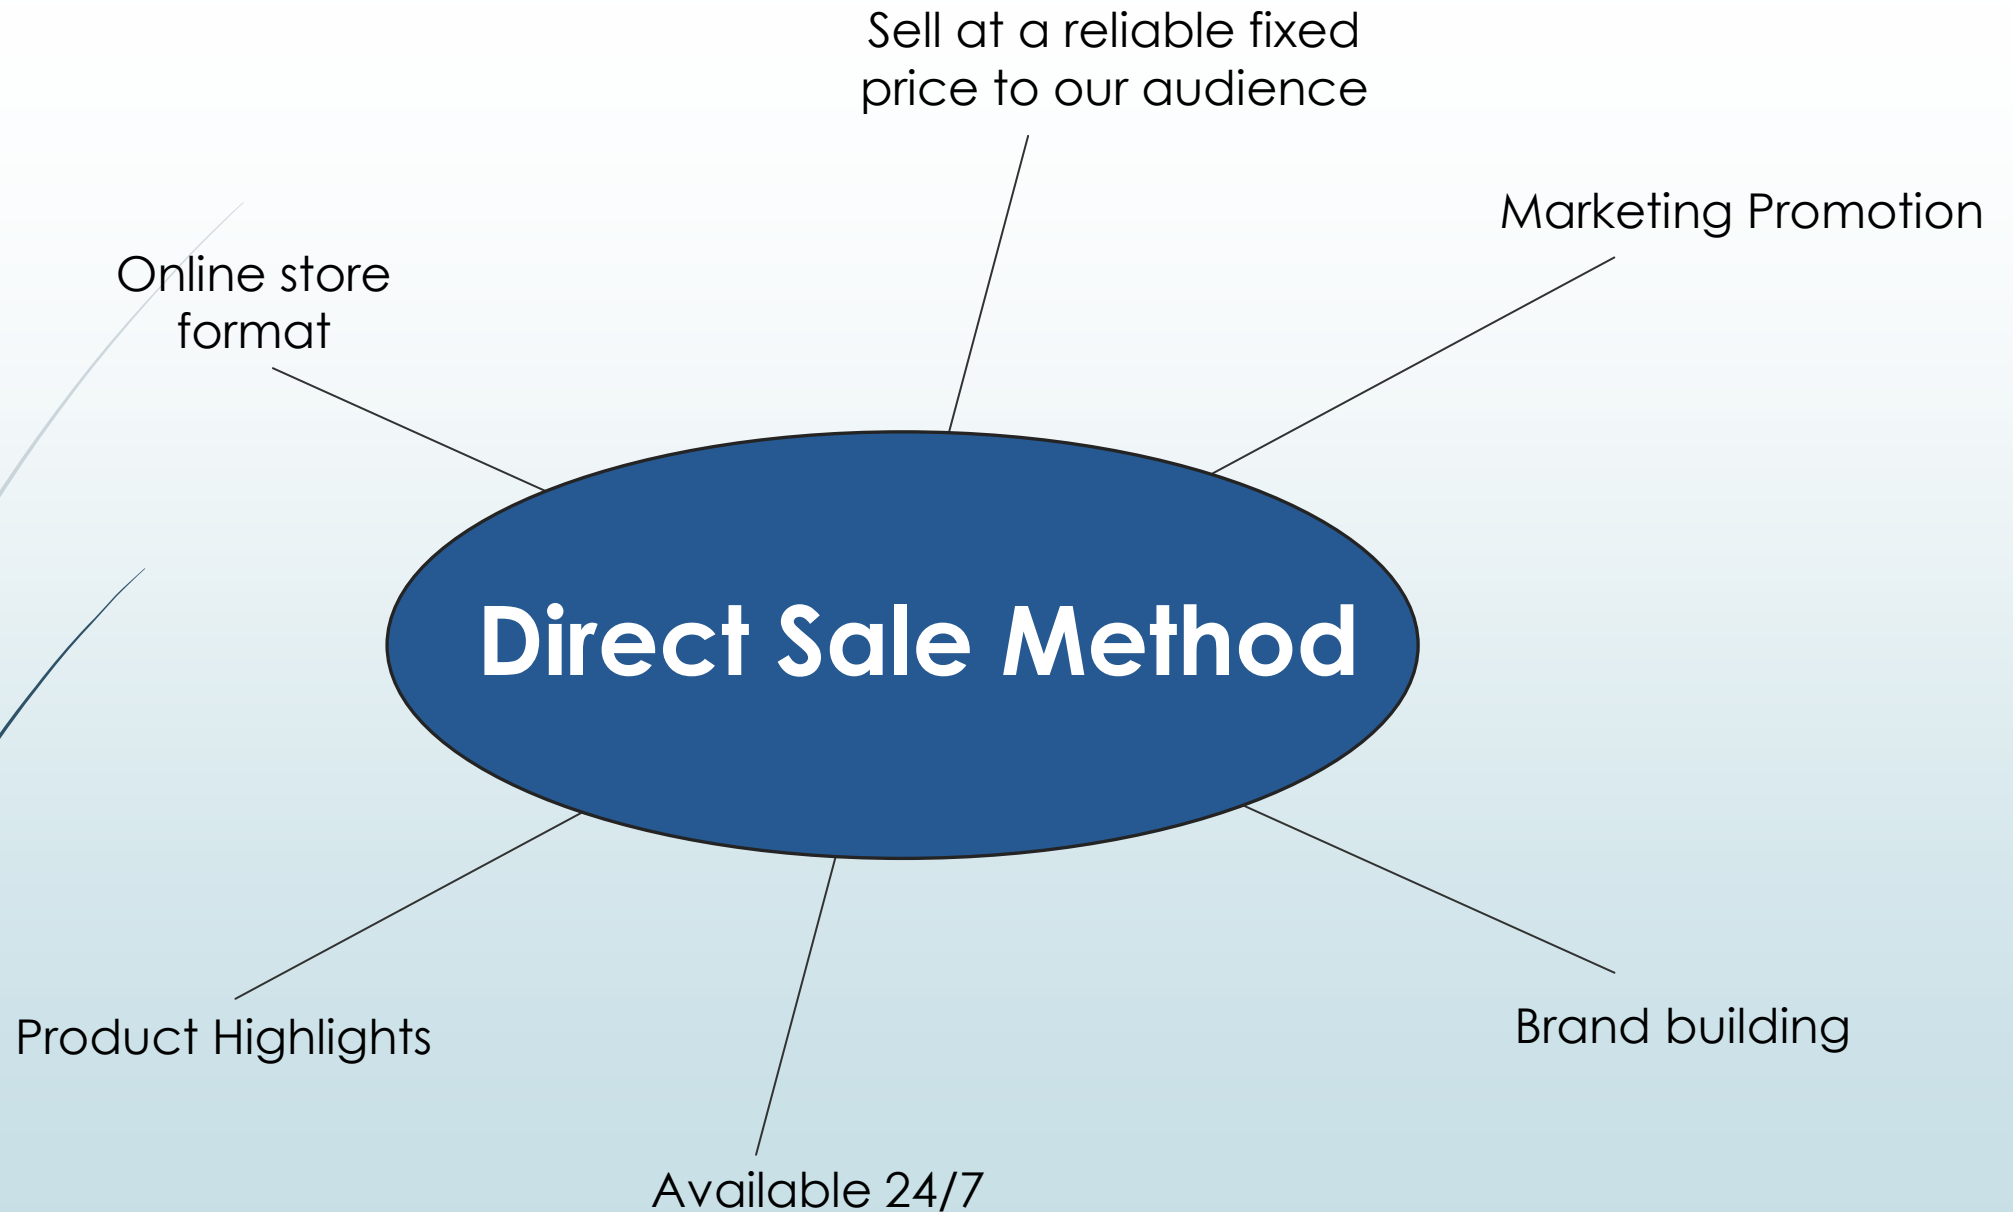 Sell at a reliable fixed
price to our audience
Marketing Promotion
Online store
format
Direct Sale Method
Product Highlights
Brand building
Available 24/7